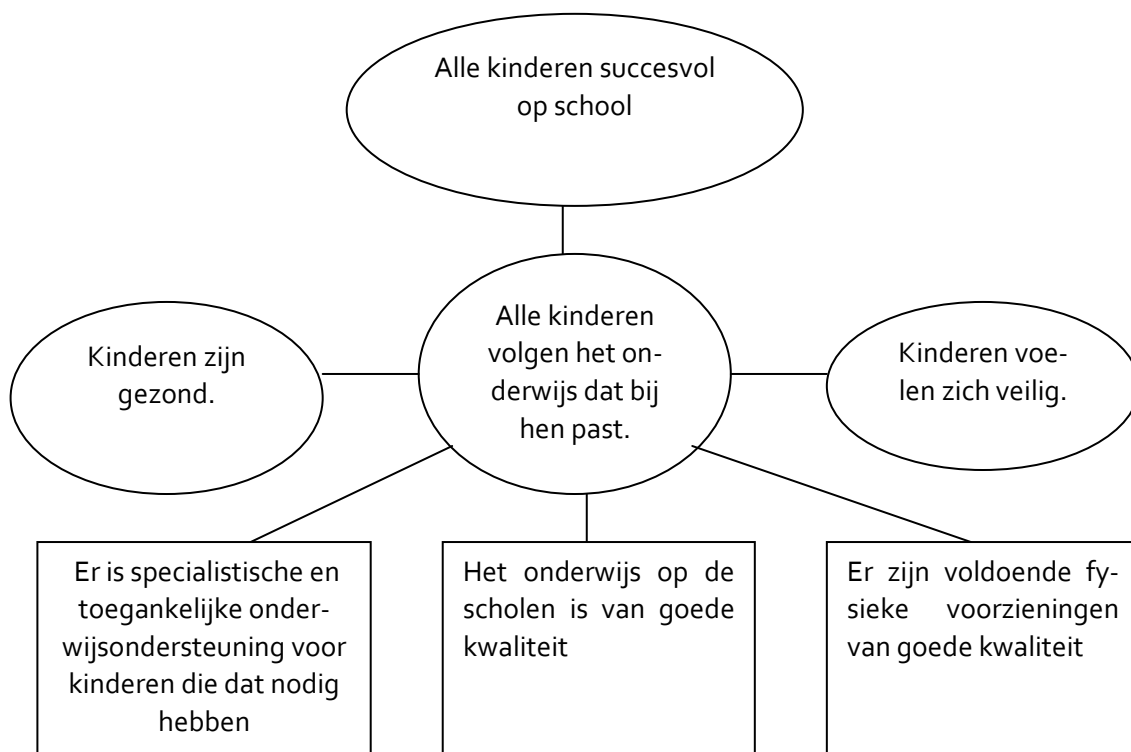 Alle kinderen succesvol
op school
Kinderen zijn
gezond.
Alle kinderen
volgen het on-
derwijs dat bij
hen past.
Kinderen voe-
len zich veilig.
Er is specialistische en
toegankelijke onder-
wijsondersteuning voor
kinderen die dat nodig
hebben
Het onderwijs op de
scholen is van goede
kwaliteit
Er zijn voldoende fy-
sieke voorzieningen
van goede kwaliteit